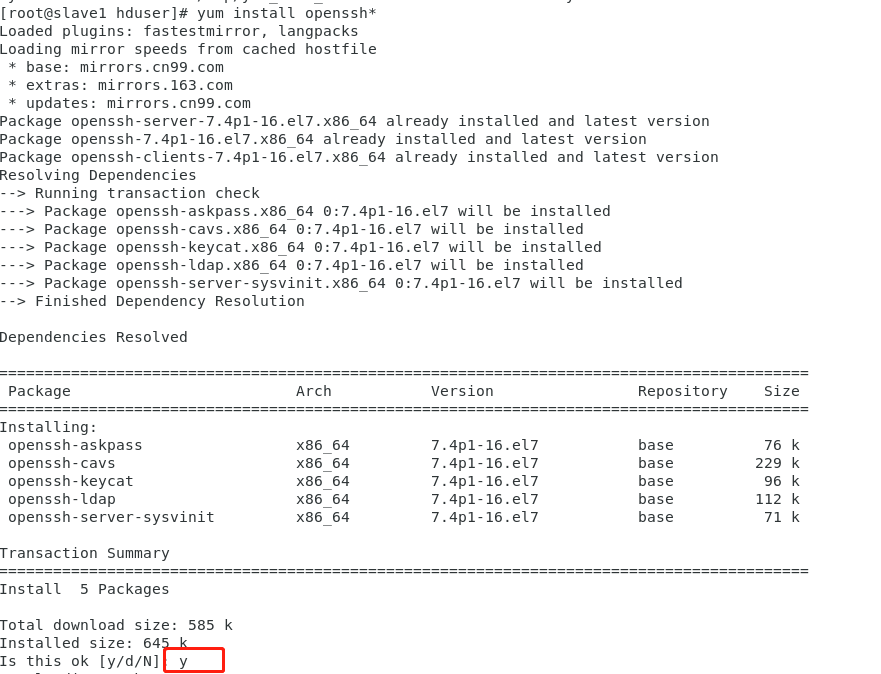 [root@slave1 hduser]# yum install openssh*
Loaded plugins: fastestmirror, langpacks
Loading mirror speeds from cached hostfile
 * base: mirrors.cn99.com
 * extras: mirrors.163.com
 * updates: mirrors.cn99.com
Package openssh-server-7.4p1-16.el7.x86_64 already installed and latest version
Package openssh-7.4p1-16.el7.x86_64 already installed and latest version
Package openssh-clients-7.4p1-16.el7.x86_64 already installed and latest version
Resolving Dependencies
--> Running transaction check
---> Package openssh-askpass.x86_64 0:7.4p1-16.el7 will be installed
---> Package openssh-cavs.x86_64 0:7.4p1-16.el7 will be installed
---> Package openssh-keycat.x86_64 0:7.4p1-16.el7 will be installed
---> Package openssh-ldap.x86_64 0:7.4p1-16.el7 will be installed
---> Package openssh-server-sysvinit.x86_64 0:7.4p1-16.el7 will be installed
--> Finished Dependency Resolution

Dependencies Resolved

==========================================================================================
 Package                         Arch           Version                Repository    Size
==========================================================================================
Installing:
 openssh-askpass                 x86_64         7.4p1-16.el7           base          76 k
 openssh-cavs                    x86_64         7.4p1-16.el7           base         229 k
 openssh-keycat                  x86_64         7.4p1-16.el7           base          96 k
 openssh-ldap                    x86_64         7.4p1-16.el7           base         112 k
 openssh-server-sysvinit         x86_64         7.4p1-16.el7           base          71 k

Transaction Summary
==========================================================================================
Install  5 Packages

Total download size: 585 k
Installed size: 645 k
Is this ok [y/d/N]: y